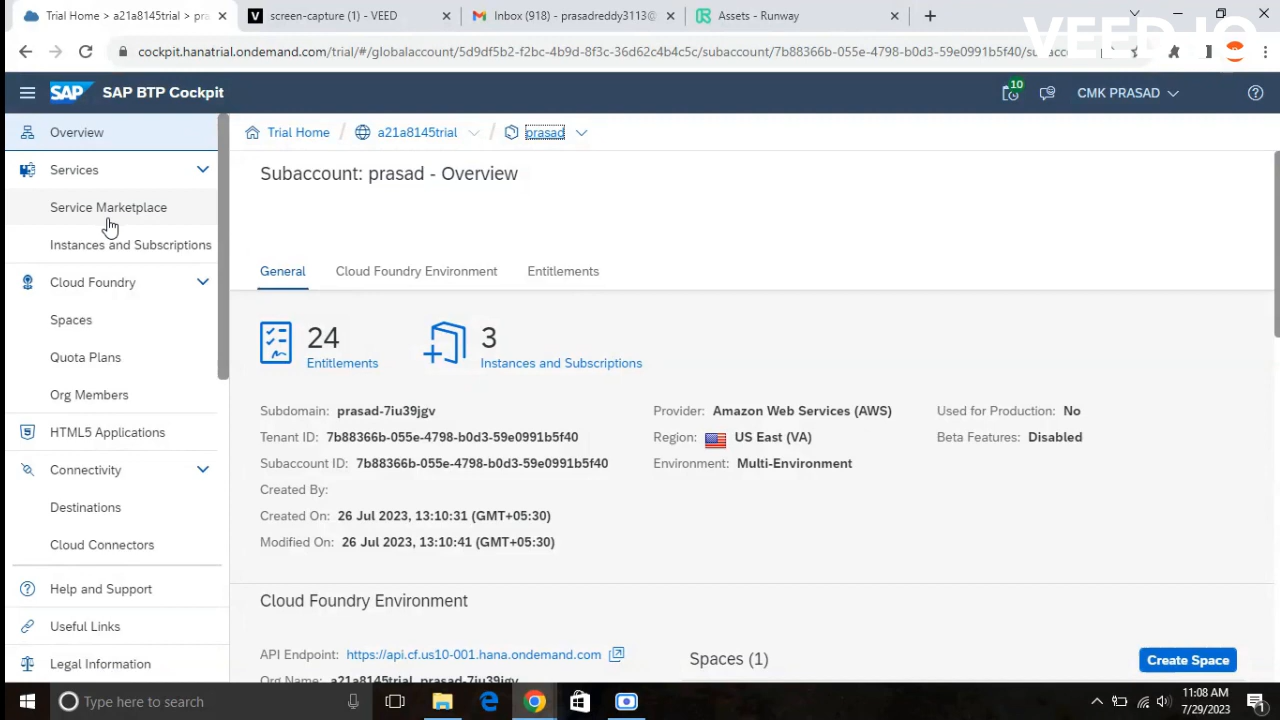 Trial Home > a21a8145trial > pra
screen-capture (1) - VEED
Inbox (918) - prasadreddy3113@
Assets - Runway
cockpit.hanatrial.ondemand.com/trial/#/globalaccount/5d9df5b2-f2bc-4b9d-8f3c-36d62c4b4c5c/subaccount/7b88366b-055e-4798-b0d3-59e0991b5f40/subacc
VEED.IO
SAP
SAP BTP Cockpit
10
CMK PRASAD
Overview
Services
Service Marketplace
Instances and Subscriptions
Cloud Foundry
Spaces
Quota Plans
Org Members
HTML5 Applications
Connectivity
Destinations
Cloud Connectors
Help and Support
Useful Links
Legal Information
Trial Home / a21a8145trial / prasad
Subaccount: prasad - Overview
General Cloud Foundry Environment Entitlements
24
Entitlements
3
Instances and Subscriptions
Subdomain: prasad-7iu39jgv
Tenant ID: 7b88366b-055e-4798-b0d3-59e0991b5f40
Subaccount ID: 7b88366b-055e-4798-b0d3-59e0991b5f40
Created By:
Created On: 26 Jul 2023, 13:10:31 (GMT+05:30)
Modified On: 26 Jul 2023, 13:10:41 (GMT+05:30)
Provider: Amazon Web Services (AWS)
Region: US East (VA)
Environment: Multi-Environment
Used for Production: No
Beta Features: Disabled
Cloud Foundry Environment
API Endpoint: https://api.cf.us10-001.hana.ondemand.com
Org Name: a21a8145trial_prasad-7iu39jgv
Spaces (1)
Create Space
Type here to search
11:08 AM
7/29/2023
1